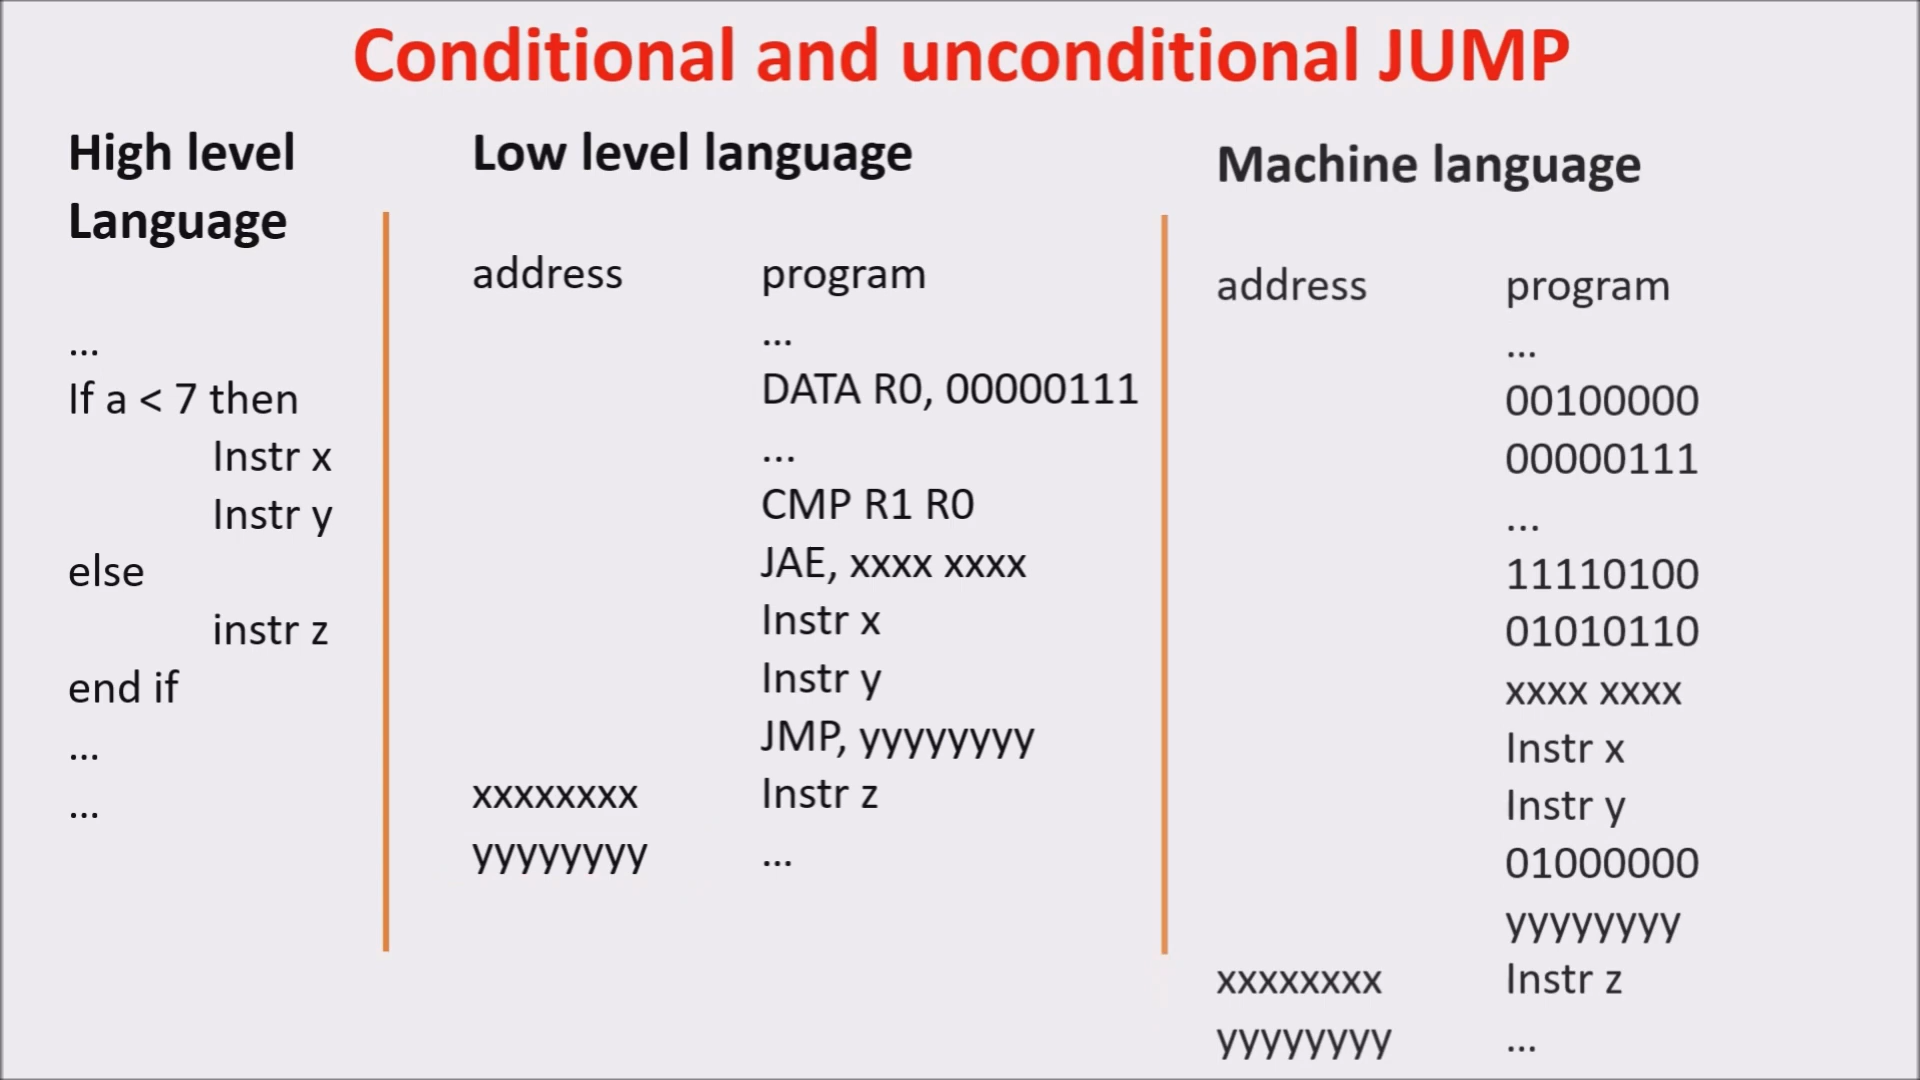 Conditional and unconditional JUMP
High level
Language
...
If a < 7 then
Instr x
Instr y
else
instr z
end if
...
...
Low level language
address program
...
DATA R0, 00000111
...
CMP R1 R0
JAE, xxxx xxxx
Instr x
Instr y
JMP, yyyyyyyy
xxxxxxxx Instr z
yyyyyyyy ...
Machine language
address program
...
00100000
00000111
...
11110100
01010110
xxxx xxxx
Instr x
Instr y
01000000
yyyyyyyy
xxxxxxxx Instr z
yyyyyyyy ...